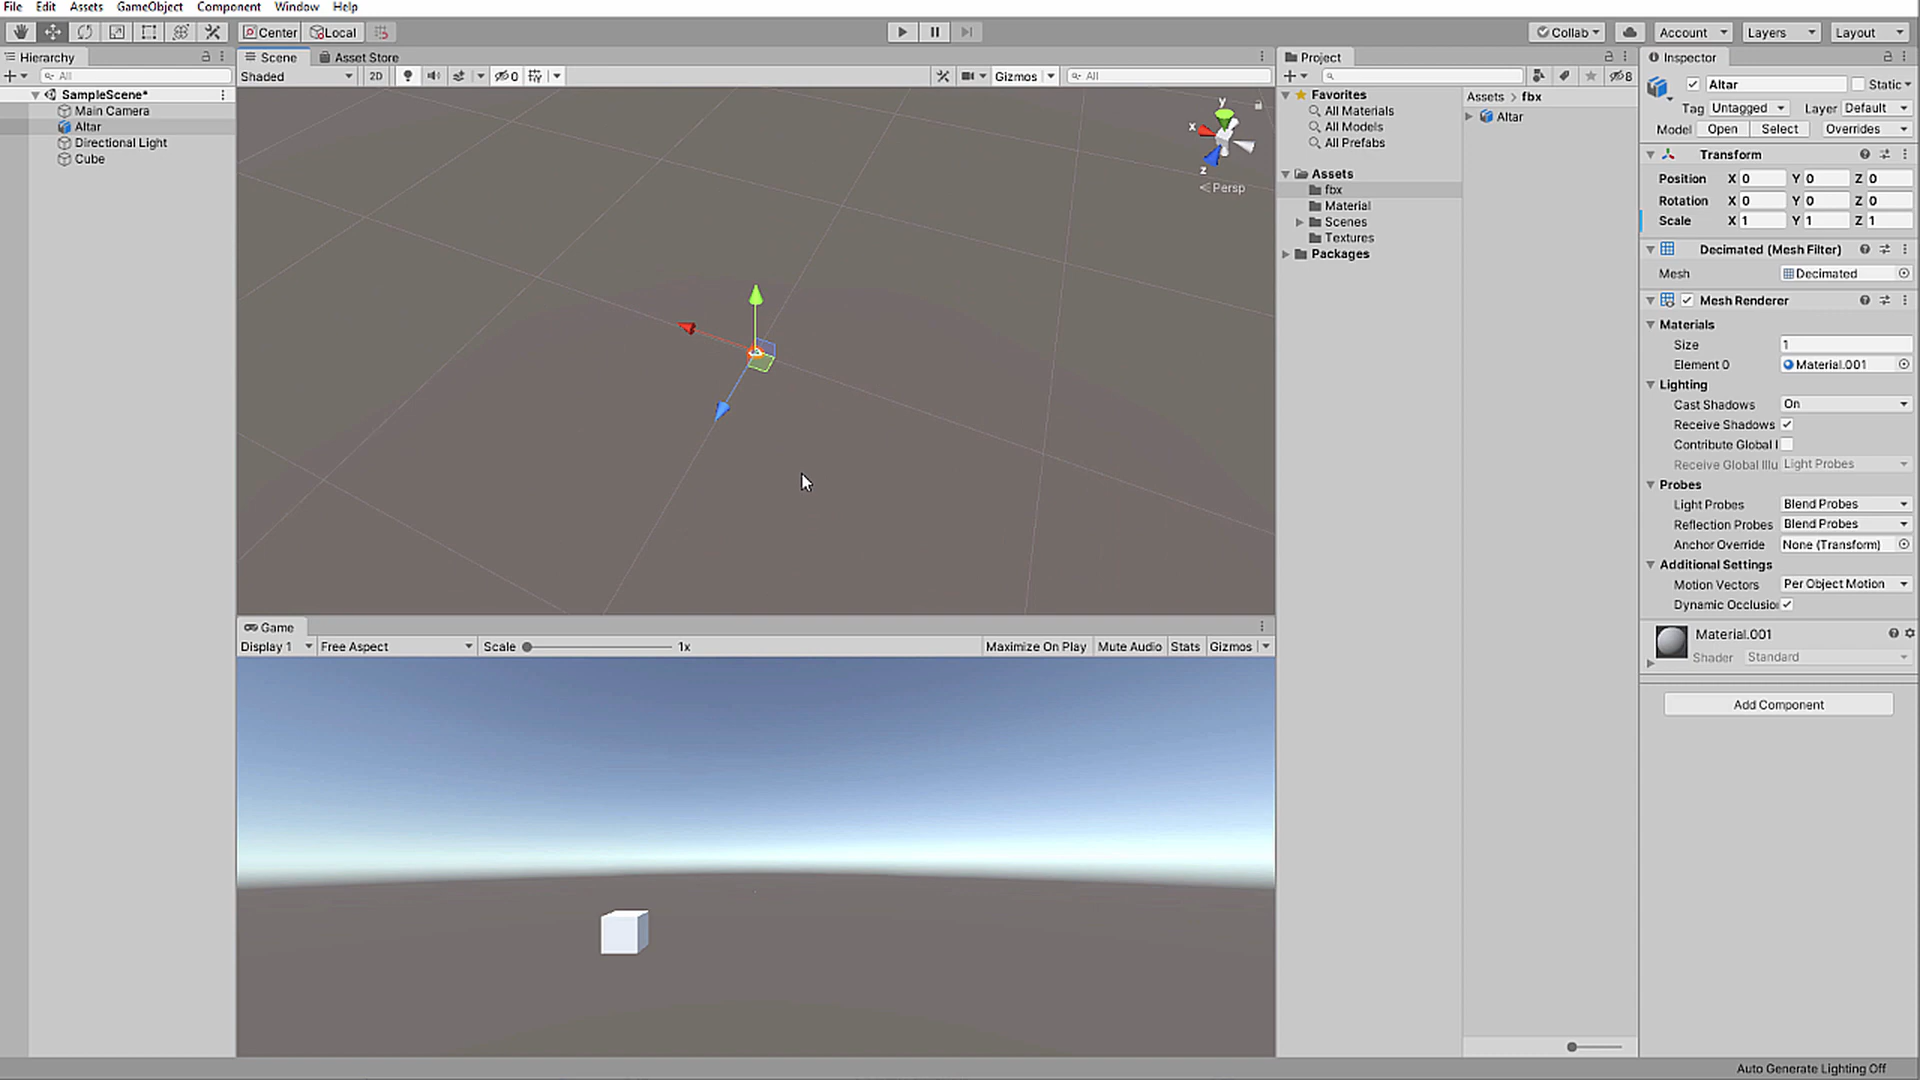 File Edit Assets GameObject Component Window Help
Center Local Collab Account Layers Layout
Hierarchy
All
SampleScene*
Main Camera
Altar
Directional Light
Cube
Scene Asset Store
Shaded 2D 0 Gizmos All
y
x
z
Persp
Game
Display 1 Free Aspect Scale 1x Maximize On Play Mute Audio Stats Gizmos
Project
8
Favorites
All Materials
All Models
All Prefabs
Assets
fbx
Material
Scenes
Textures
Packages
Assets > fbx
Altar
Inspector
Altar Static
Tag Untagged Layer Default
Model Open Select Overrides
Transform
Position X 0 Y 0 Z 0
Rotation X 0 Y 0 Z 0
Scale X 1 Y 1 Z 1
Decimated (Mesh Filter)
Mesh Decimated
Mesh Renderer
Materials
Size 1
Element 0 Material.001
Lighting
Cast Shadows On
Receive Shadows
Contribute Global I
Receive Global Illu Light Probes
Probes
Light Probes Blend Probes
Reflection Probes Blend Probes
Anchor Override None (Transform)
Additional Settings
Motion Vectors Per Object Motion
Dynamic Occlusio
Material.001
Shader Standard
Add Component
Auto Generate Lighting Off